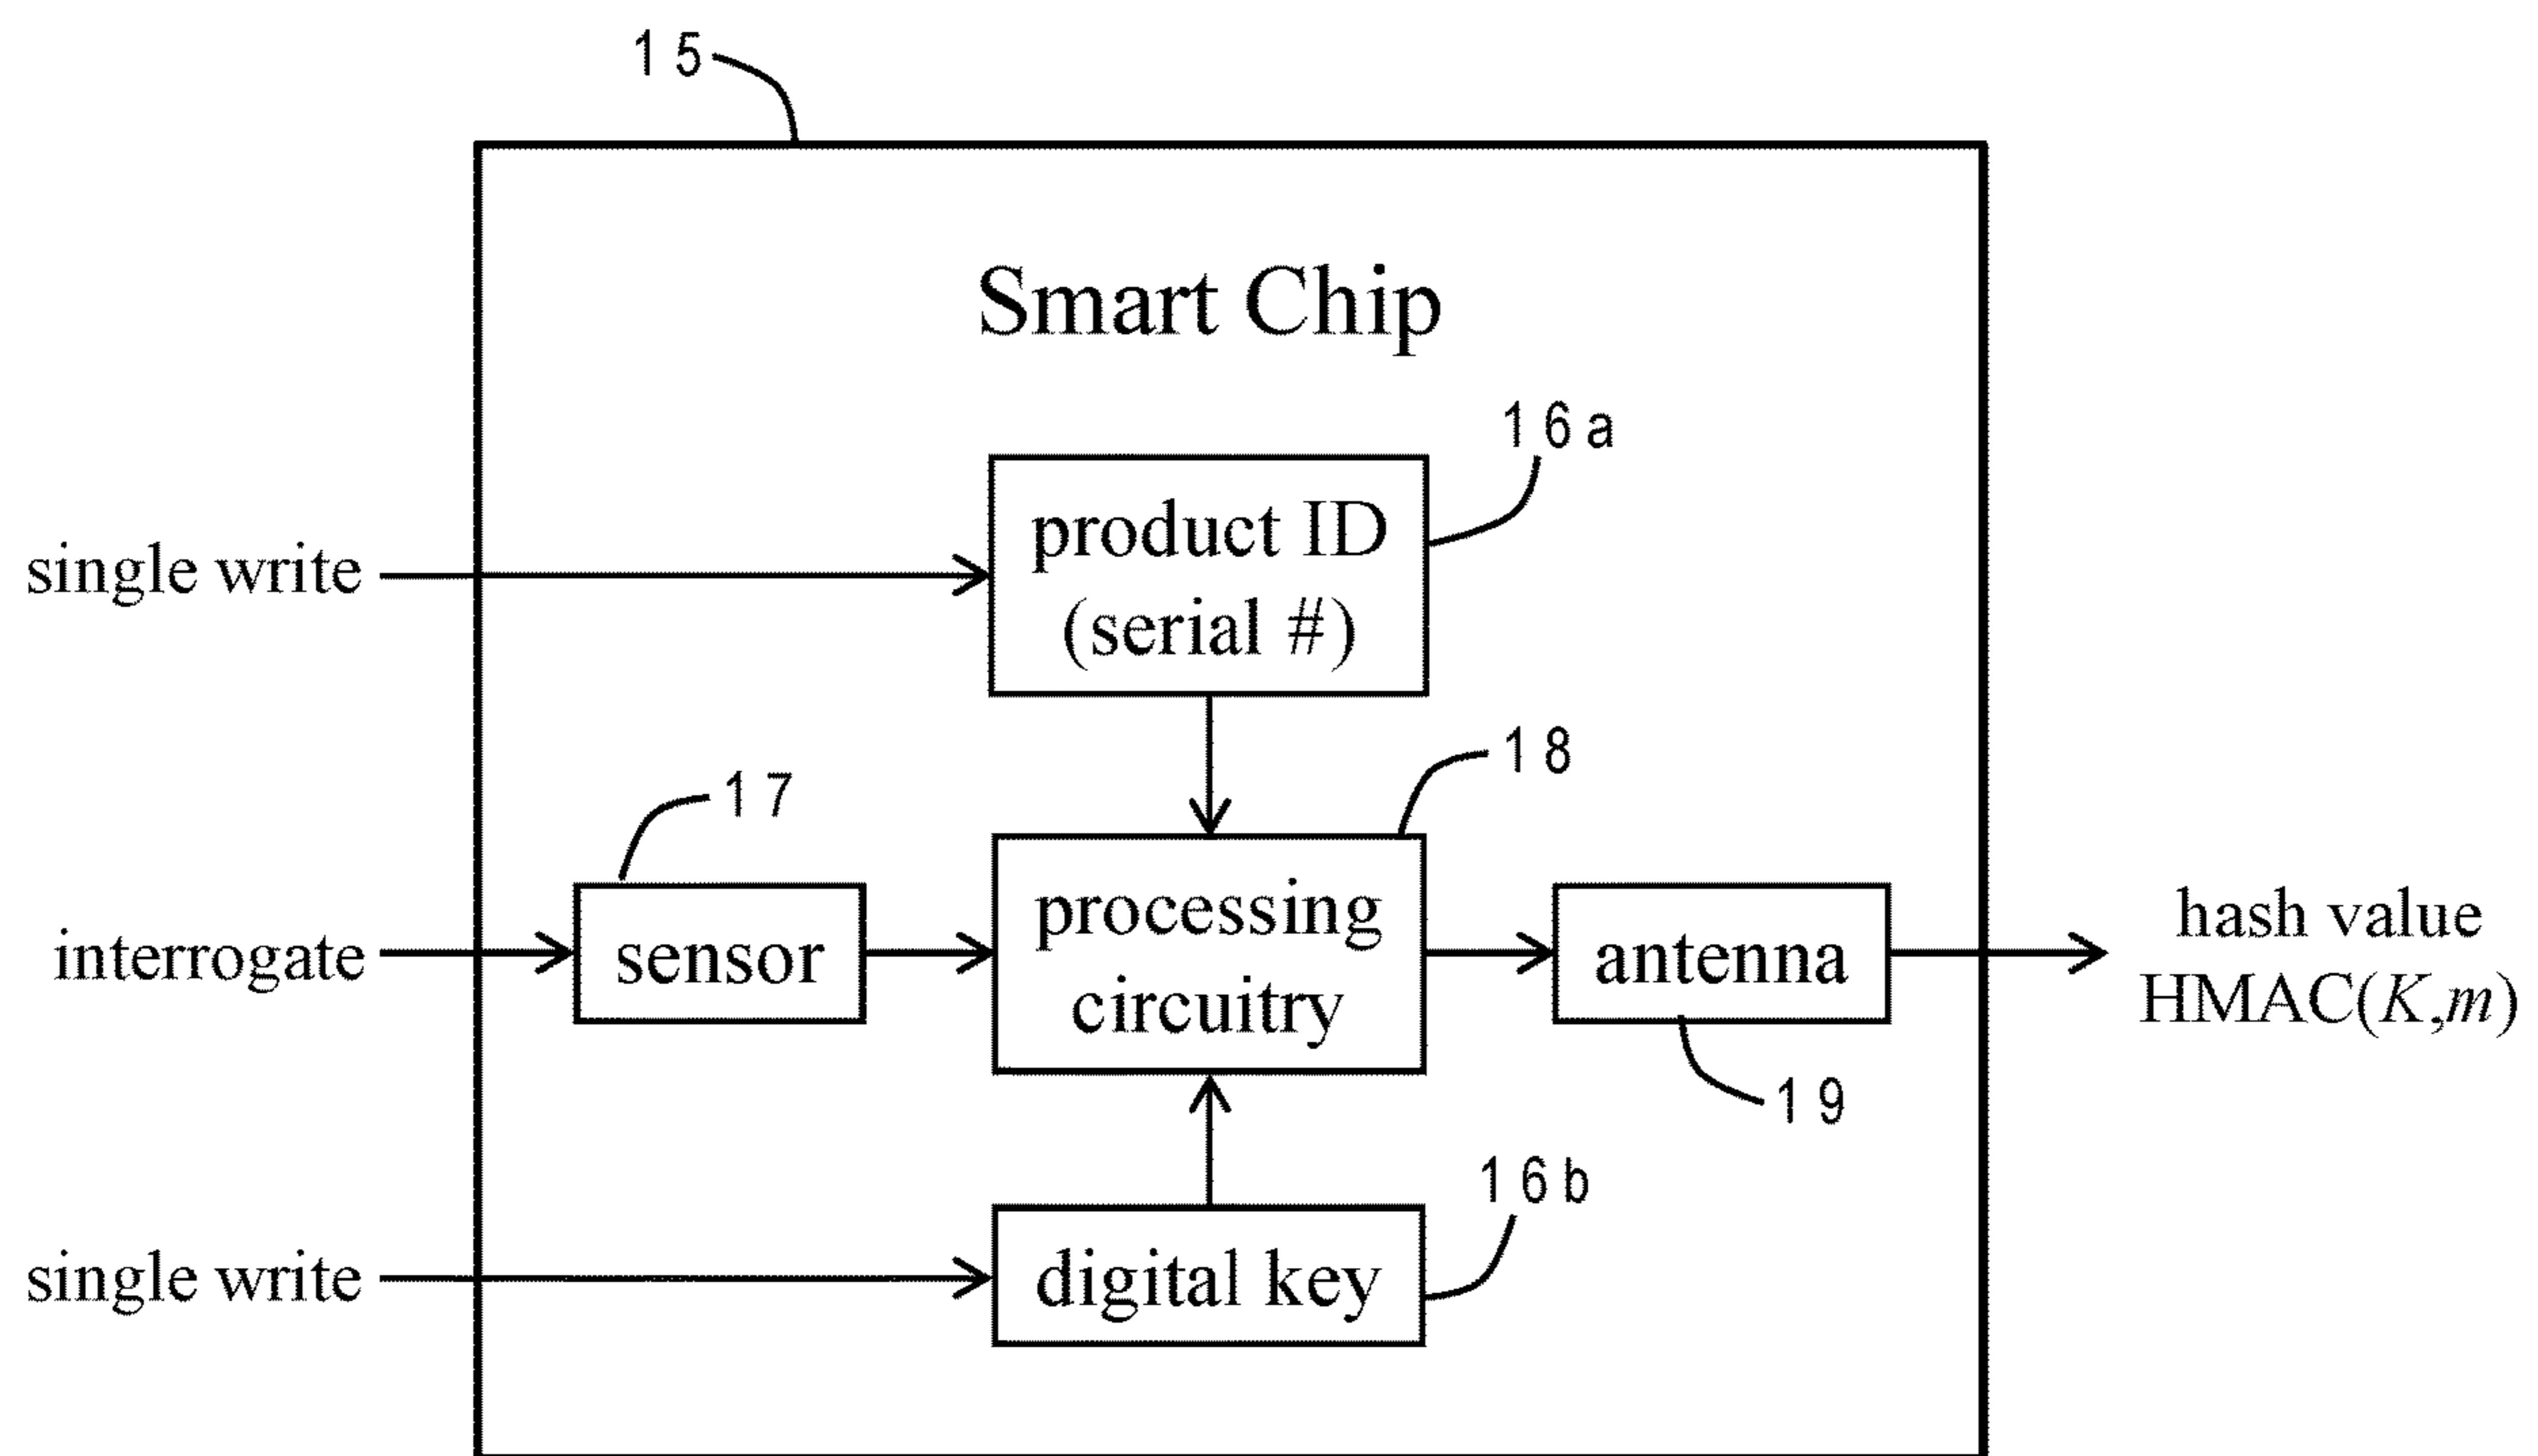 15
Smart Chip
16a
product ID
(serial #)
single write
18
17
processing
circuitry
sensor
antenna
interrogate
hash value
HMAC(K,m)
19
16b
digital key
single write